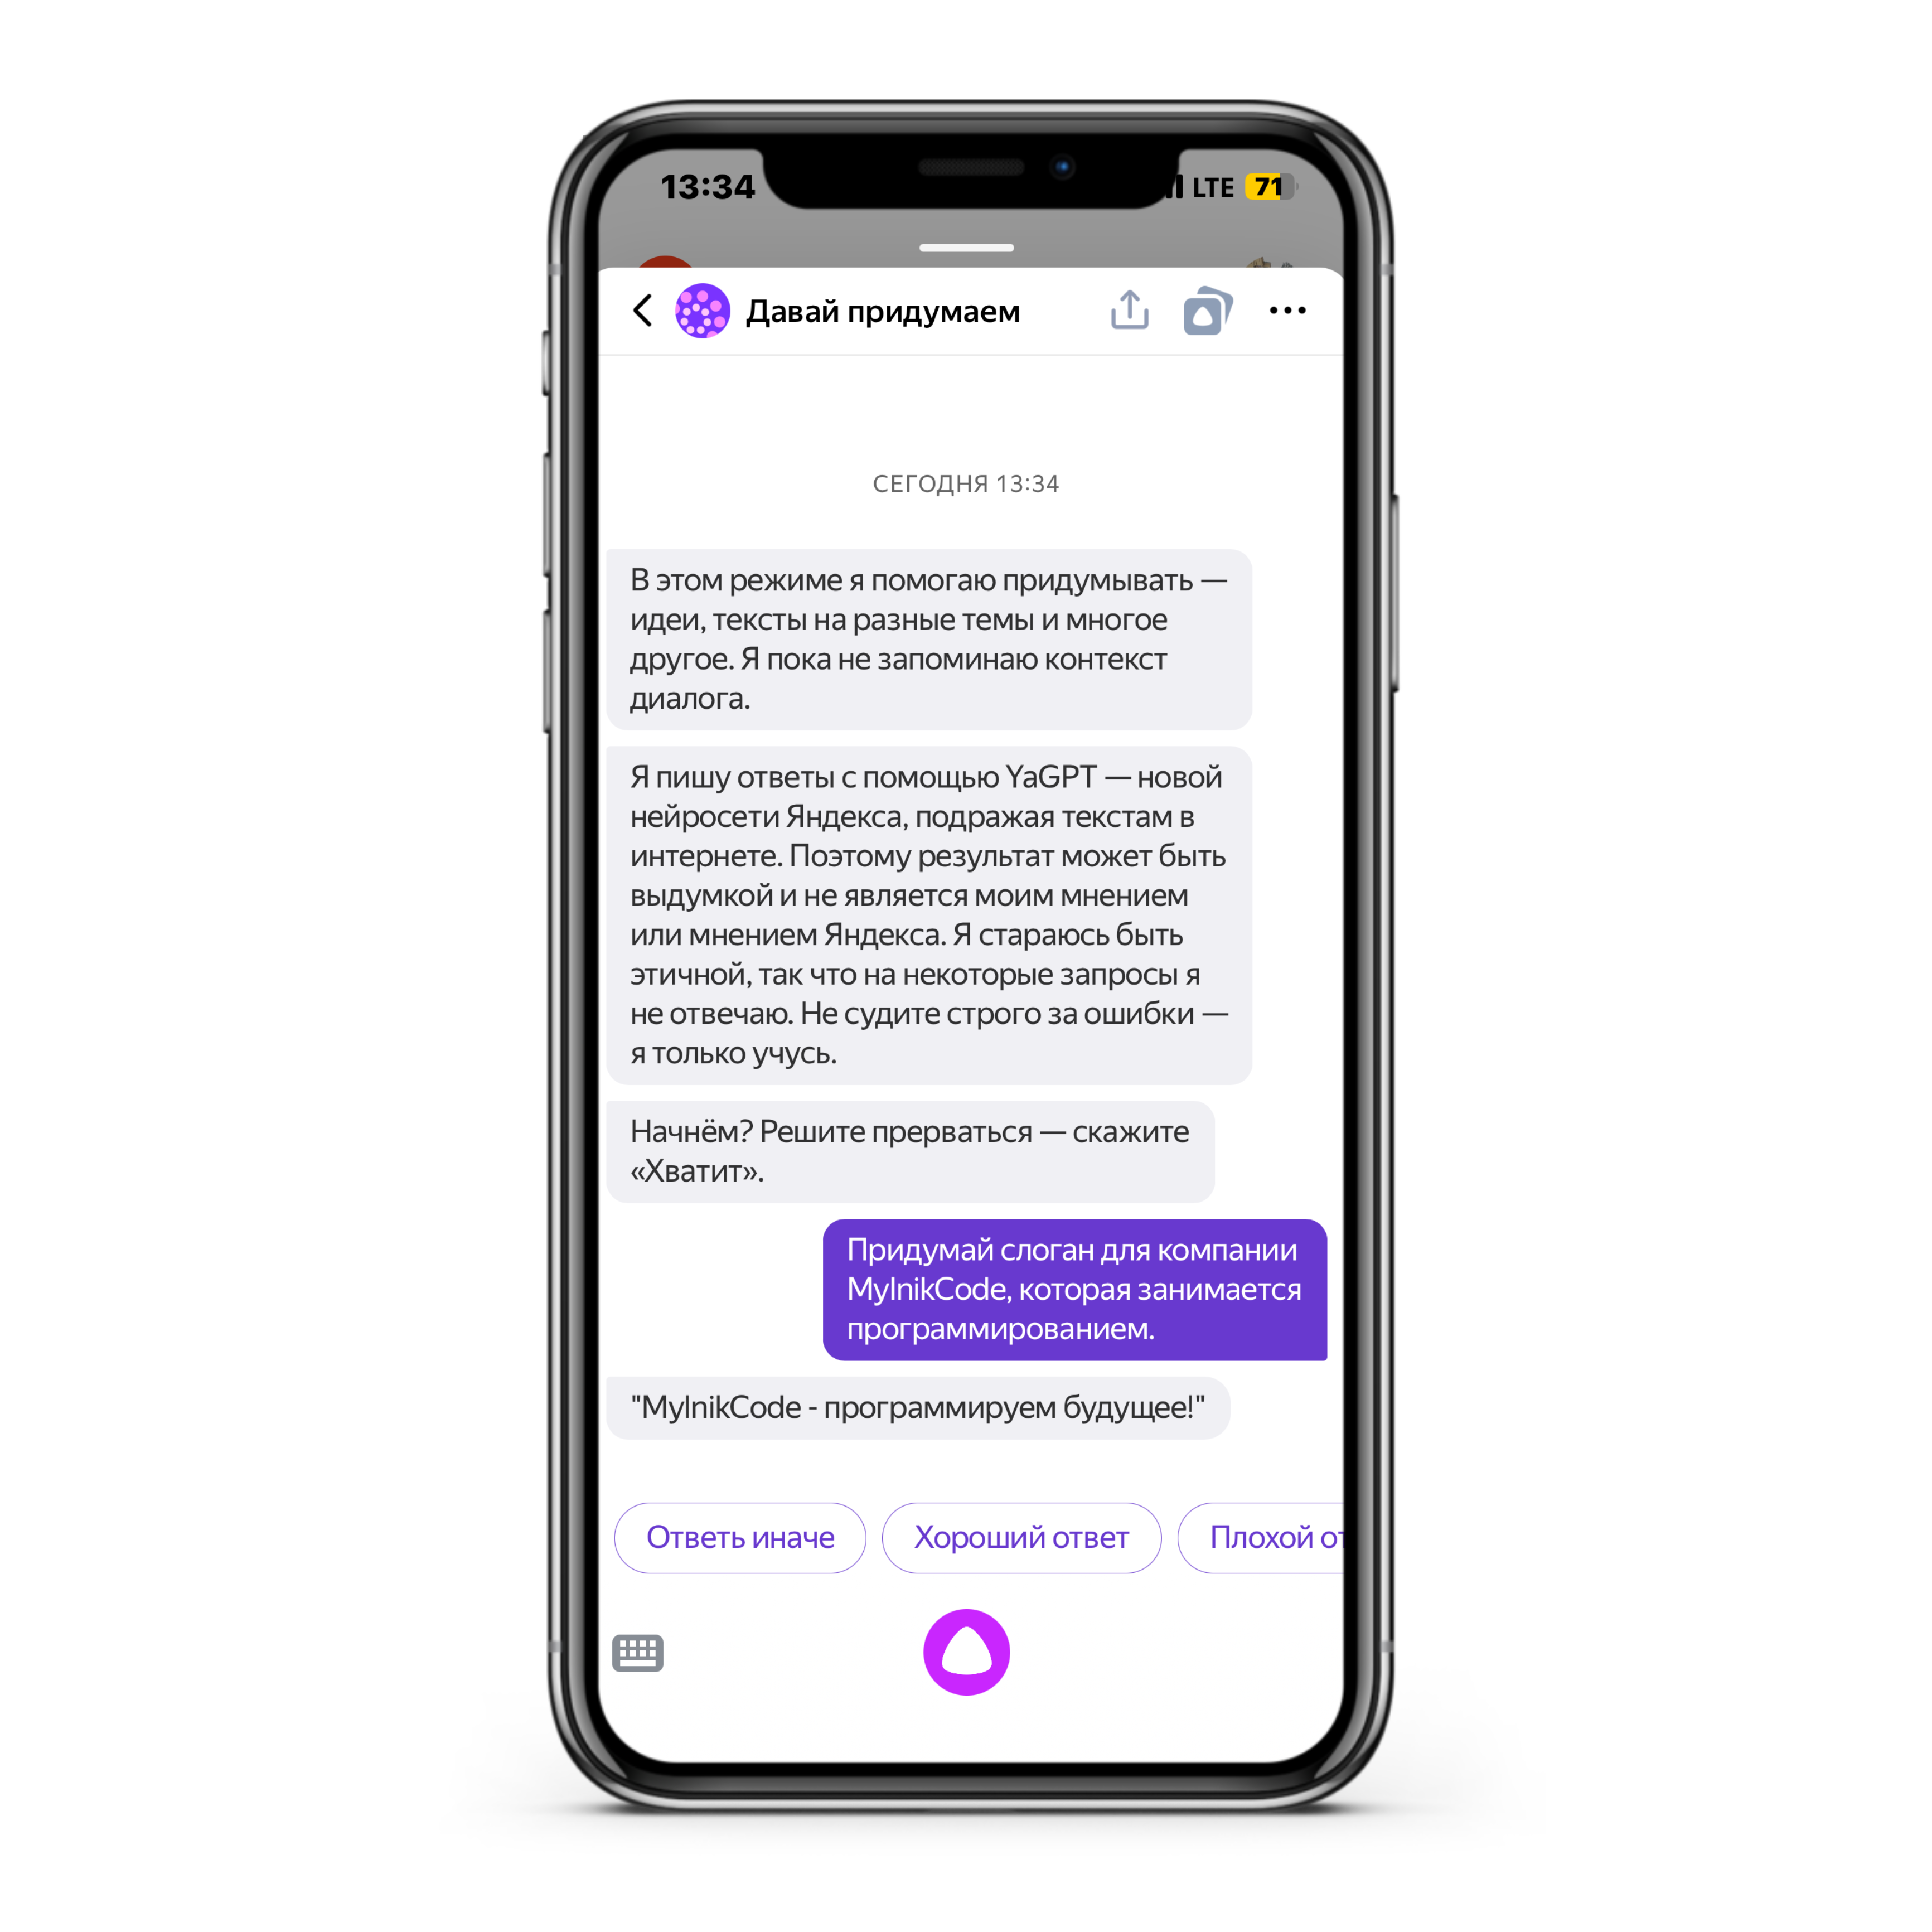 13:34
LTE 71
Давай придумаем
СЕГОДНЯ 13:34
В этом режиме я помогаю придумывать —
идеи, тексты на разные темы и многое
другое. Я пока не запоминаю контекст
диалога.
Я пишу ответы с помощью YaGPT — новой
нейросети Яндекса, подражая текстам в
интернете. Поэтому результат может быть
выдумкой и не является моим мнением
или мнением Яндекса. Я стараюсь быть
этичной, так что на некоторые запросы я
не отвечаю. Не судите строго за ошибки —
я только учусь.
Начнём? Решите прерваться — скажите
«Хватит».
Придумай слоган для компании
MylnikCode, которая занимается
программированием.
"MylnikCode - программируем будущее!"
Ответь иначе
Хороший ответ
Плохой от